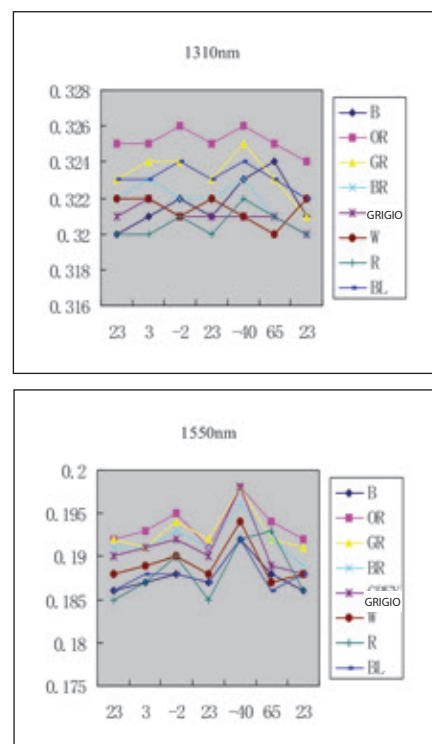 1310nm
0.328
0.326
0.324
0.322
0.32
0.318
0.316
23 3 -2 23 -40 65 23
B
OR
GR
BR
GRIGIO
W
R
BL
1550nm
0.2
0.195
0.19
0.185
0.18
0.175
23 3 -2 23 -40 65 23
B
OR
GR
BR
GRIGIO
W
R
BL